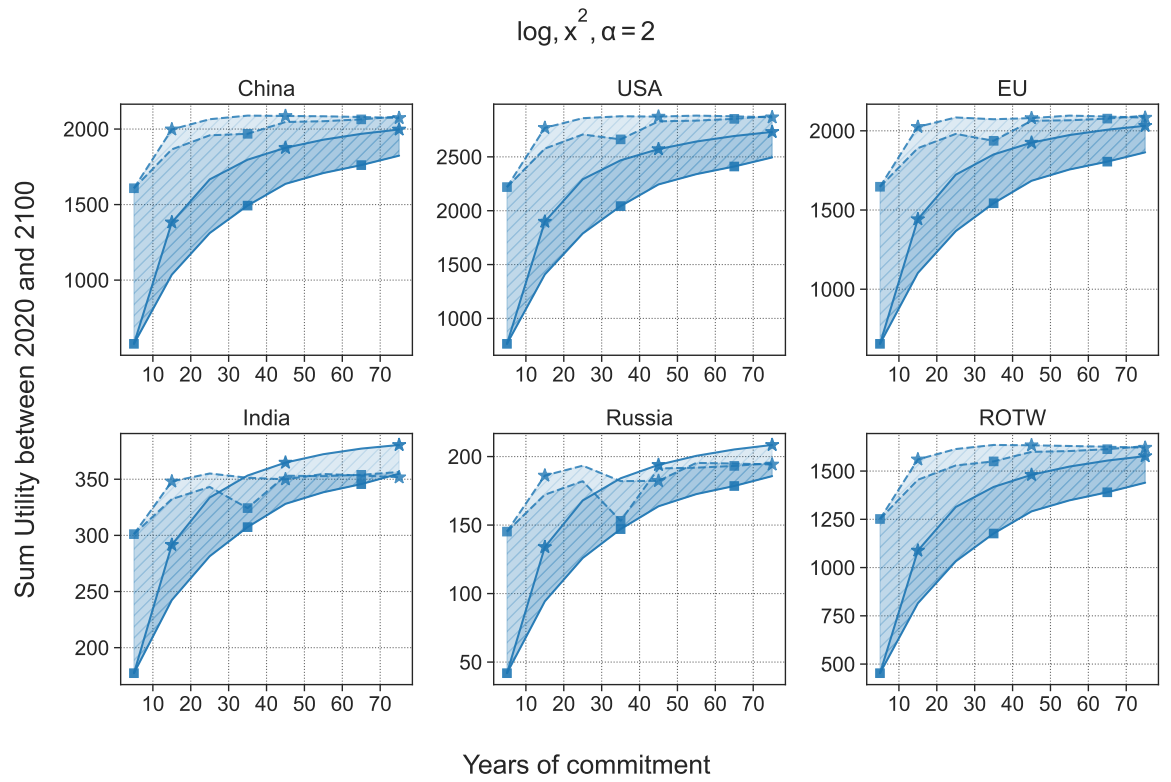 log, x², α = 2
China
USA
EU
Sum Utility between 2020 and 2100
2000
1500
1000
10 20 30 40 50 60 70
2500
2000
1500
1000
10 20 30 40 50 60 70
2000
1500
1000
10 20 30 40 50 60 70
India
Russia
ROTW
350
300
250
200
10 20 30 40 50 60 70
200
150
100
50
10 20 30 40 50 60 70
1500
1250
1000
750
500
10 20 30 40 50 60 70
Years of commitment